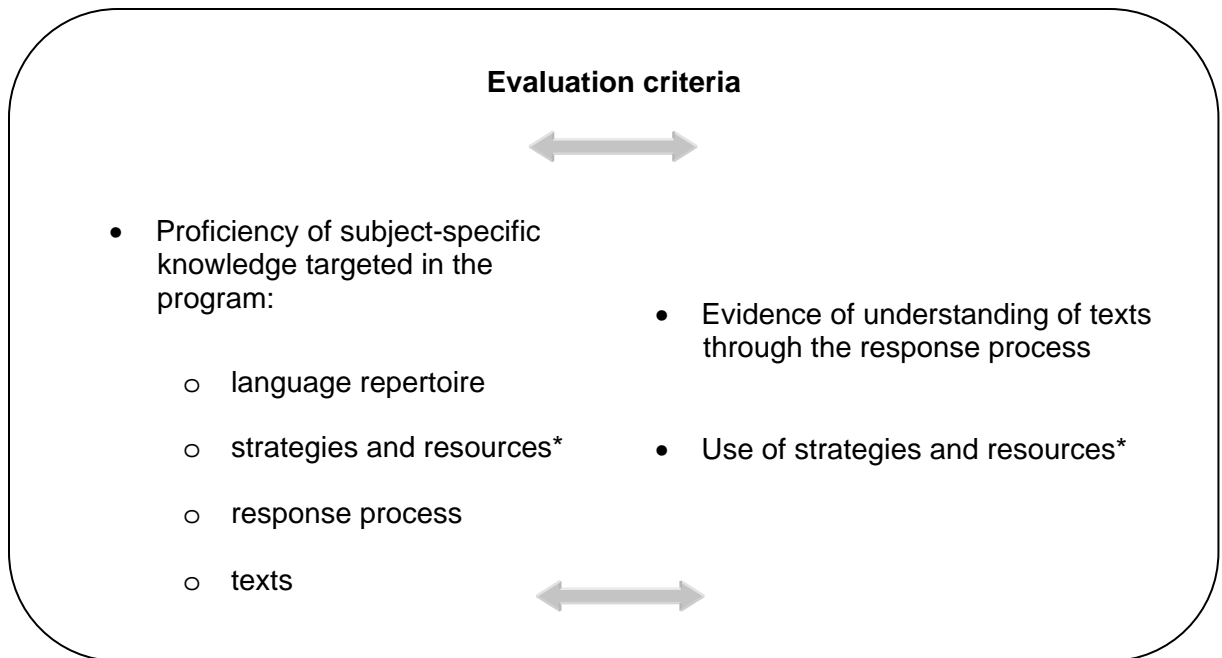 Evaluation criteria
• Proficiency of subject-specific
knowledge targeted in the
program:
o language repertoire
o strategies and resources*
o response process
o texts
• Evidence of understanding of texts
through the response process
• Use of strategies and resources*